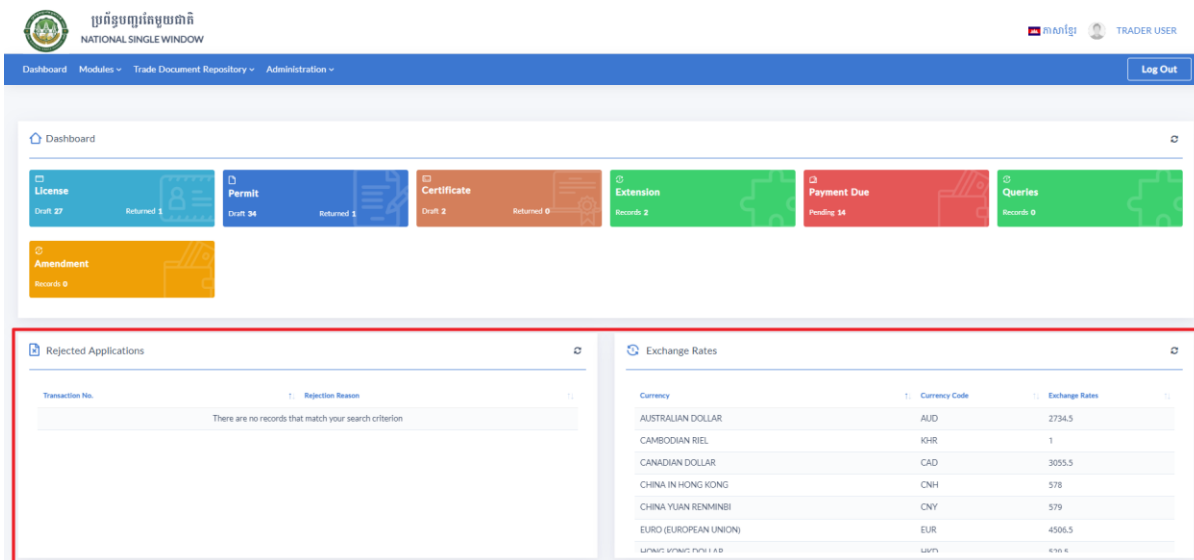 ប្រព័ន្ធបញ្ជរតែមួយជាតិ
NATIONAL SINGLE WINDOW
ភាសាខ្មែរ TRADER USER
Dashboard Modules Trade Document Repository Administration Log Out
Dashboard
License Permit Certificate Extension Payment Due Queries
Draft 27 Returned 1 Draft 34 Returned 1 Draft 2 Returned 0 Records 2 Pending 14 Records 0
Amendment
Records 0
Rejected Applications Exchange Rates
Transaction No. Rejection Reason Currency Currency Code Exchange Rates
There are no records that match your search criterion AUSTRALIAN DOLLAR AUD 2734.5
CAMBODIAN RIEL KHR 1
CANADIAN DOLLAR CAD 3055.5
CHINA IN HONG KONG CNH 578
CHINA YUAN RENMINBI CNY 579
EURO (EUROPEAN UNION) EUR 4506.5
HONG KONG DOLLAR HKD 529.5